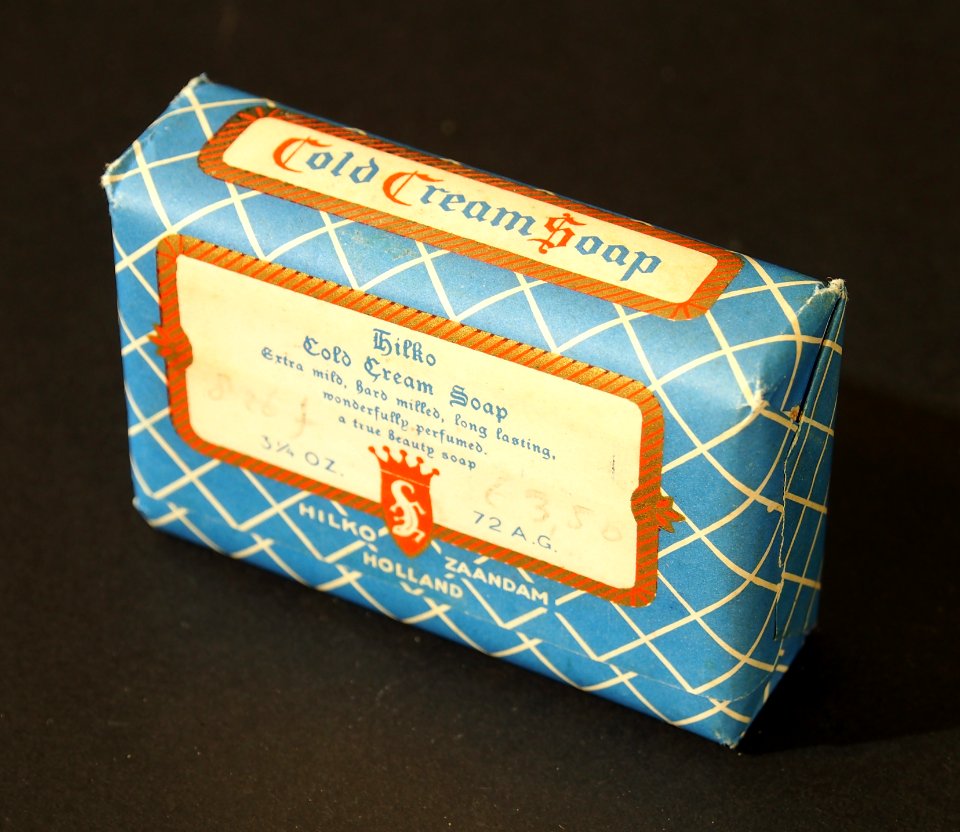 Cold Cream Soap
Hilko
Cold Cream Soap
Extra mild, hard milled, long lasting,
wonderfully perfumed.
a true beauty soap
3¼ OZ.
72 A.G.
HILKO ZAANDAM
HOLLAND